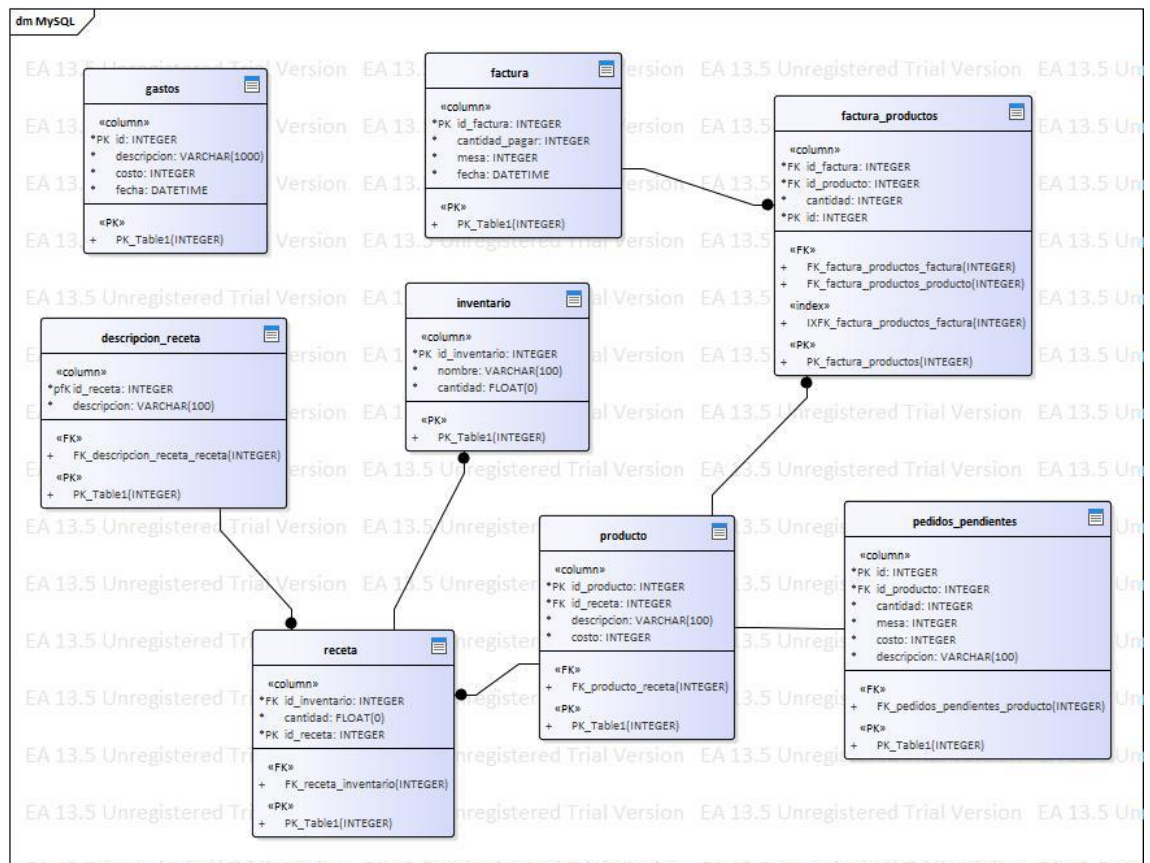 dm MySQL
EA 13.5 Unregistered Trial Version
gastos
«column»
*PK id: INTEGER
* descripcion: VARCHAR(1000)
* costo: INTEGER
* fecha: DATETIME
«PK»
+ PK_Table1(INTEGER)
factura
«column»
*PK id_factura: INTEGER
* cantidad_pagar: INTEGER
* mesa: INTEGER
* fecha: DATETIME
«PK»
+ PK_Table1(INTEGER)
factura_productos
«column»
*FK id_factura: INTEGER
*FK id_producto: INTEGER
* cantidad: INTEGER
*PK id: INTEGER
«FK»
+ FK_factura_productos_factura(INTEGER)
+ FK_factura_productos_producto(INTEGER)
«index»
+ IXFK_factura_productos_factura(INTEGER)
«PK»
+ PK_factura_productos(INTEGER)
descripcion_receta
«column»
*pfK id_receta: INTEGER
* descripcion: VARCHAR(100)
«FK»
+ FK_descripcion_receta_receta(INTEGER)
«PK»
+ PK_Table1(INTEGER)
inventario
«column»
*PK id_inventario: INTEGER
* nombre: VARCHAR(100)
* cantidad: FLOAT(0)
«PK»
+ PK_Table1(INTEGER)
producto
«column»
*PK id_producto: INTEGER
*FK id_receta: INTEGER
* descripcion: VARCHAR(100)
* costo: INTEGER
«FK»
+ FK_producto_receta(INTEGER)
«PK»
+ PK_Table1(INTEGER)
pedidos_pendientes
«column»
*PK id: INTEGER
*FK id_producto: INTEGER
* cantidad: INTEGER
* mesa: INTEGER
* costo: INTEGER
* descripcion: VARCHAR(100)
«FK»
+ FK_pedidos_pendientes_producto(INTEGER)
«PK»
+ PK_Table1(INTEGER)
receta
«column»
*FK id_inventario: INTEGER
* cantidad: FLOAT(0)
*PK id_receta: INTEGER
«FK»
+ FK_receta_inventario(INTEGER)
«PK»
+ PK_Table1(INTEGER)